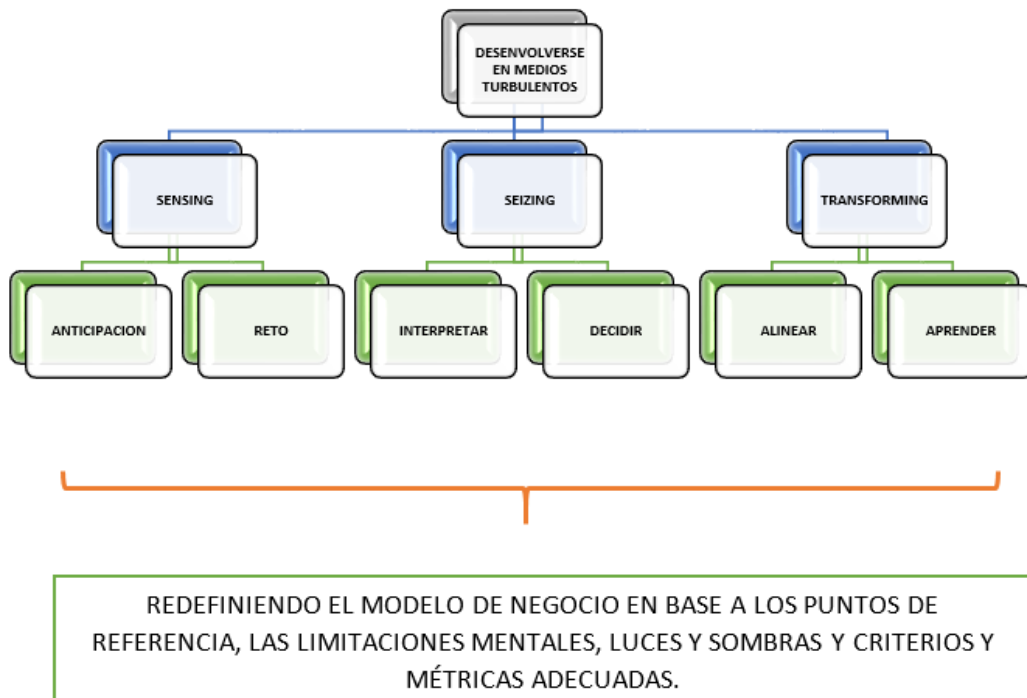 DESENVOLVERSE
EN MEDIOS
TURBULENTOS
SENSING
SEIZING
TRANSFORMING
ANTICIPACION
RETO
INTERPRETAR
DECIDIR
ALINEAR
APRENDER
REDEFINIENDO EL MODELO DE NEGOCIO EN BASE A LOS PUNTOS DE
REFERENCIA, LAS LIMITACIONES MENTALES, LUCES Y SOMBRAS Y CRITERIOS Y
MÉTRICAS ADECUADAS.